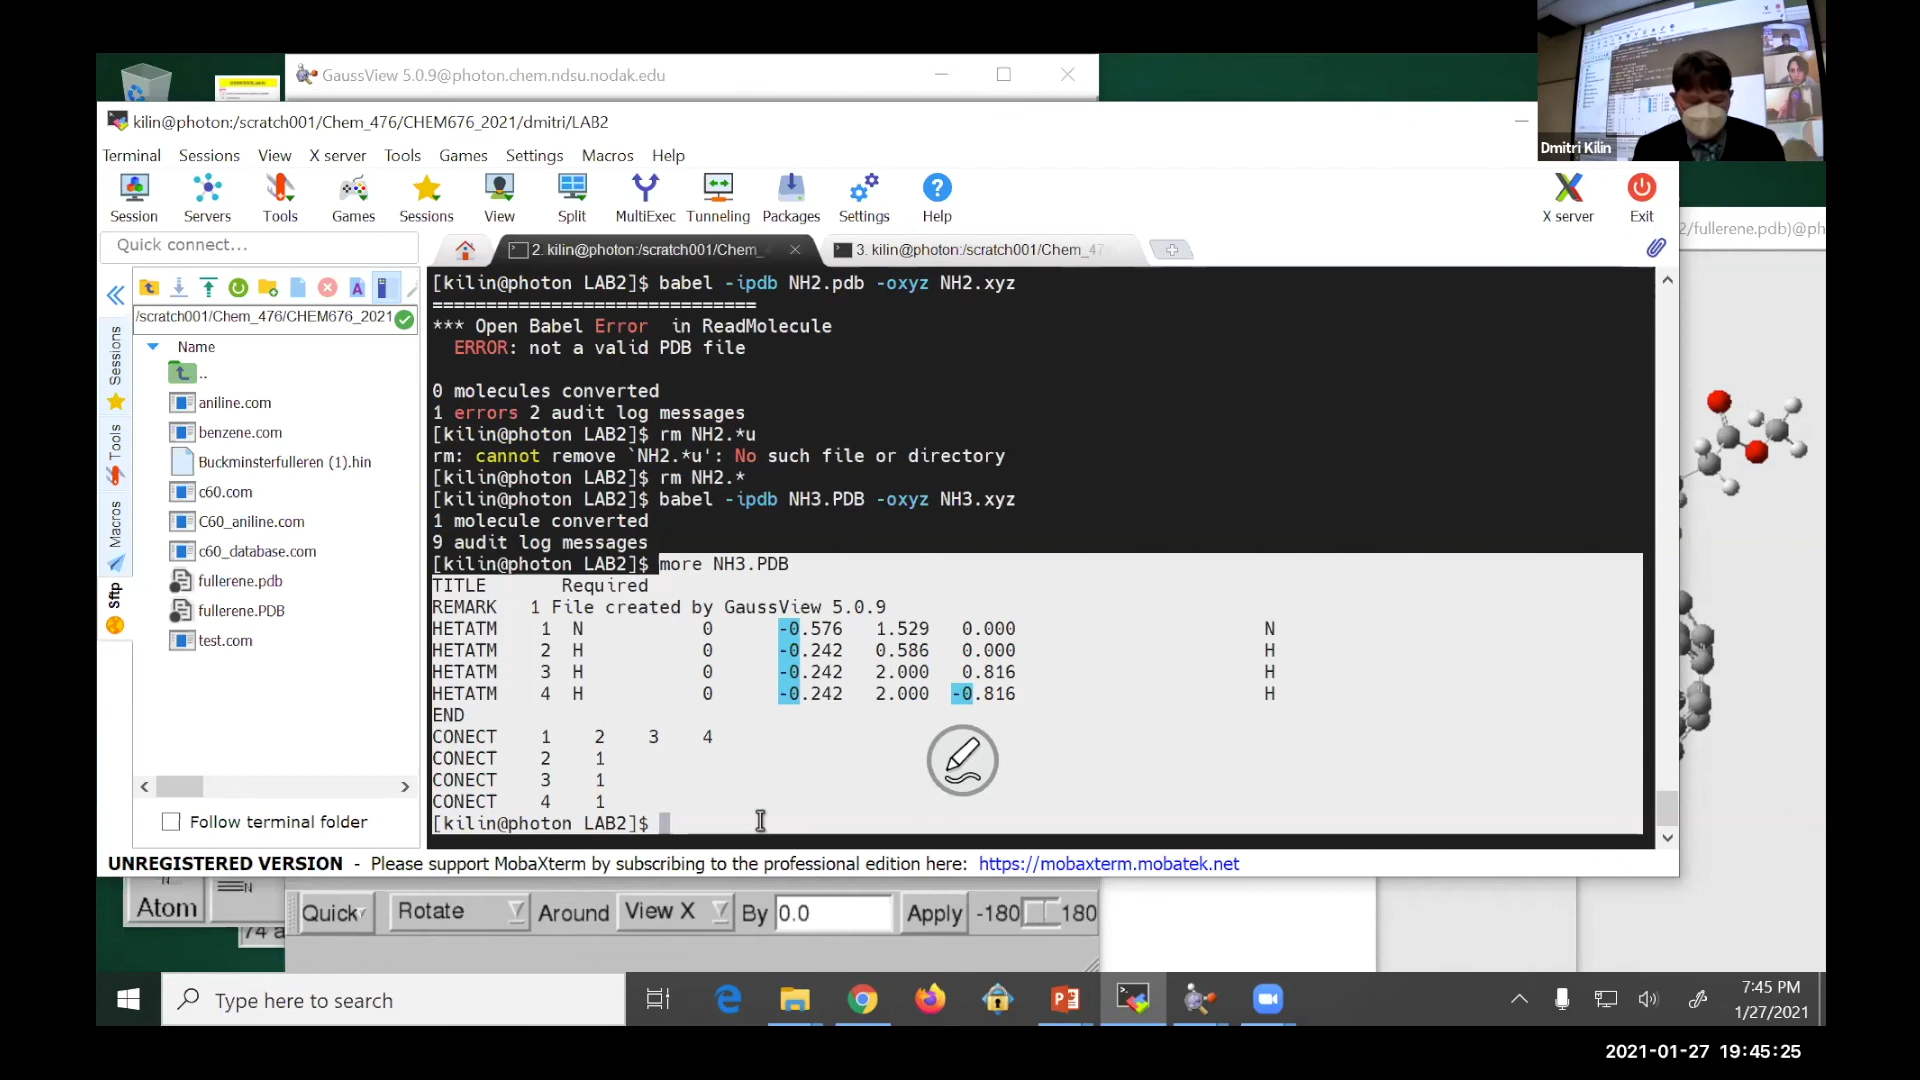 GaussView 5.0.9@photon.chem.ndsu.nodak.edu
Dmitri Kilin
kilin@photon:/scratch001/Chem_476/CHEM676_2021/dmitri/LAB2
Terminal Sessions View X server Tools Games Settings Macros Help
Session Servers Tools Games Sessions View Split MultiExec Tunneling Packages Settings Help X server Exit
2/fullerene.pdb)@ph
Quick connect...
2. kilin@photon:/scratch001/Chem_4
3. kilin@photon:/scratch001/Chem_47
/scratch001/Chem_476/CHEM676_2021
Name
..
aniline.com
benzene.com
Buckminsterfulleren (1).hin
c60.com
C60_aniline.com
c60_database.com
fullerene.pdb
fullerene.PDB
test.com
Sessions
Tools
Macros
Sftp
Follow terminal folder
[kilin@photon LAB2]$ babel -ipdb NH2.pdb -oxyz NH2.xyz
==============================
*** Open Babel Error  in ReadMolecule
  ERROR: not a valid PDB file
0 molecules converted
1 errors 2 audit log messages
[kilin@photon LAB2]$ rm NH2.*u
rm: cannot remove `NH2.*u': No such file or directory
[kilin@photon LAB2]$ rm NH2.*
[kilin@photon LAB2]$ babel -ipdb NH3.PDB -oxyz NH3.xyz
1 molecule converted
9 audit log messages
[kilin@photon LAB2]$ more NH3.PDB
TITLE       Required
REMARK   1 File created by GaussView 5.0.9
HETATM    1  N           0      -0.576   1.529   0.000                       N
HETATM    2  H           0      -0.242   0.586   0.000                       H
HETATM    3  H           0      -0.242   2.000   0.816                       H
HETATM    4  H           0      -0.242   2.000  -0.816                       H
END
CONECT    1    2    3    4
CONECT    2    1
CONECT    3    1
CONECT    4    1
[kilin@photon LAB2]$
UNREGISTERED VERSION - Please support MobaXterm by subscribing to the professional edition here: https://mobaxterm.mobatek.net
Atom
Quick Rotate Around View X By 0.0 Apply -180 180
74 a
Type here to search
7:45 PM
1/27/2021
2021-01-27 19:45:25